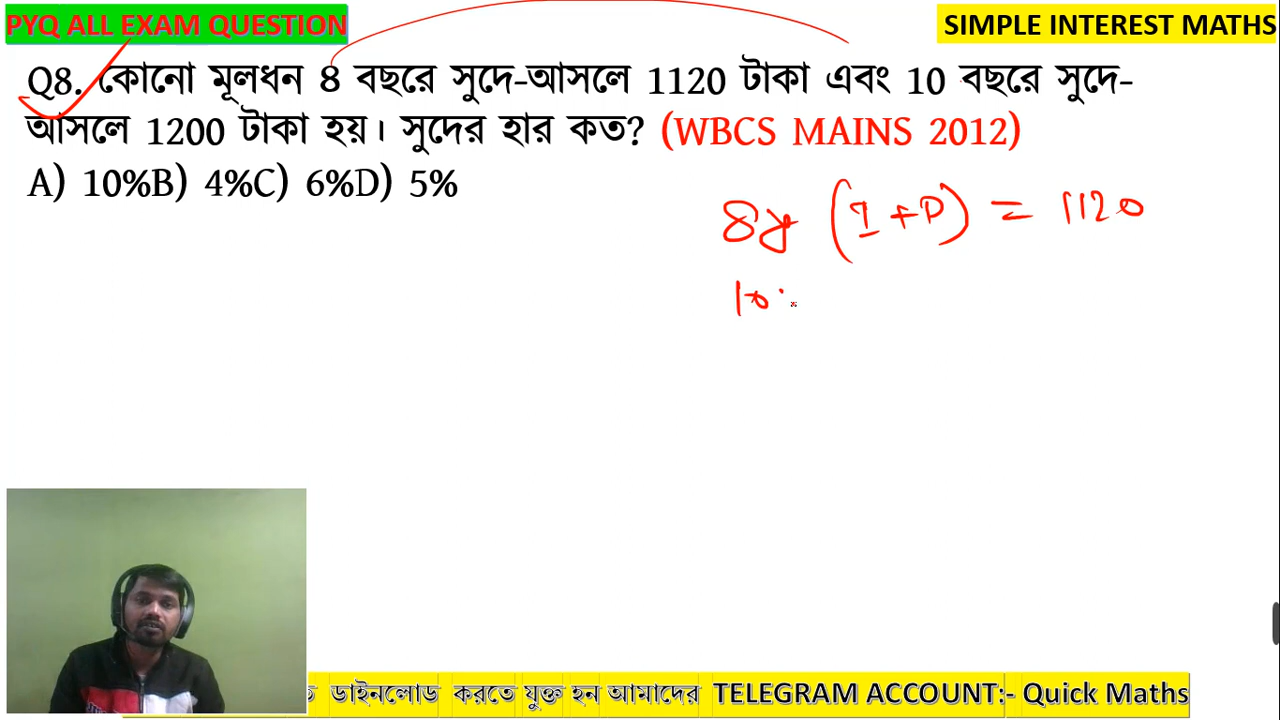 PYQ ALL EXAM QUESTION
SIMPLE INTEREST MATHS
Q8. কোনো মূলধন 8 বছরে সুদে-আসলে 1120 টাকা এবং 10 বছরে সুদে-
আসলে 1200 টাকা হয়। সুদের হার কত? (WBCS MAINS 2012)
A) 10%B) 4%C) 6%D) 5%
8y (I+P) = 1120
10
ডাইনলোড করতে যুক্ত হন আমাদের TELEGRAM ACCOUNT:- Quick Maths